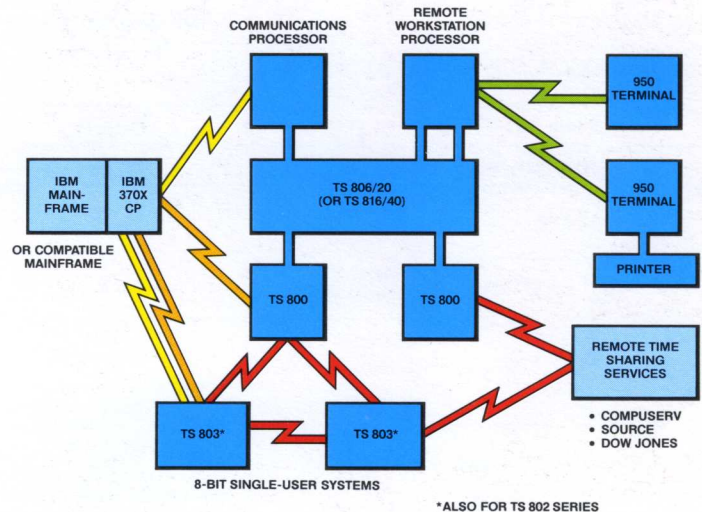 COMMUNICATIONS
PROCESSOR
REMOTE
WORKSTATION
PROCESSOR
950
TERMINAL
IBM
MAIN-
FRAME
IBM
370X
CP
OR COMPATIBLE
MAINFRAME
TS 806/20
(OR TS 816/40)
950
TERMINAL
PRINTER
TS 800
TS 800
REMOTE TIME
SHARING
SERVICES
• COMPUSERV
• SOURCE
• DOW JONES
TS 803*
TS 803*
8-BIT SINGLE-USER SYSTEMS
*ALSO FOR TS 802 SERIES